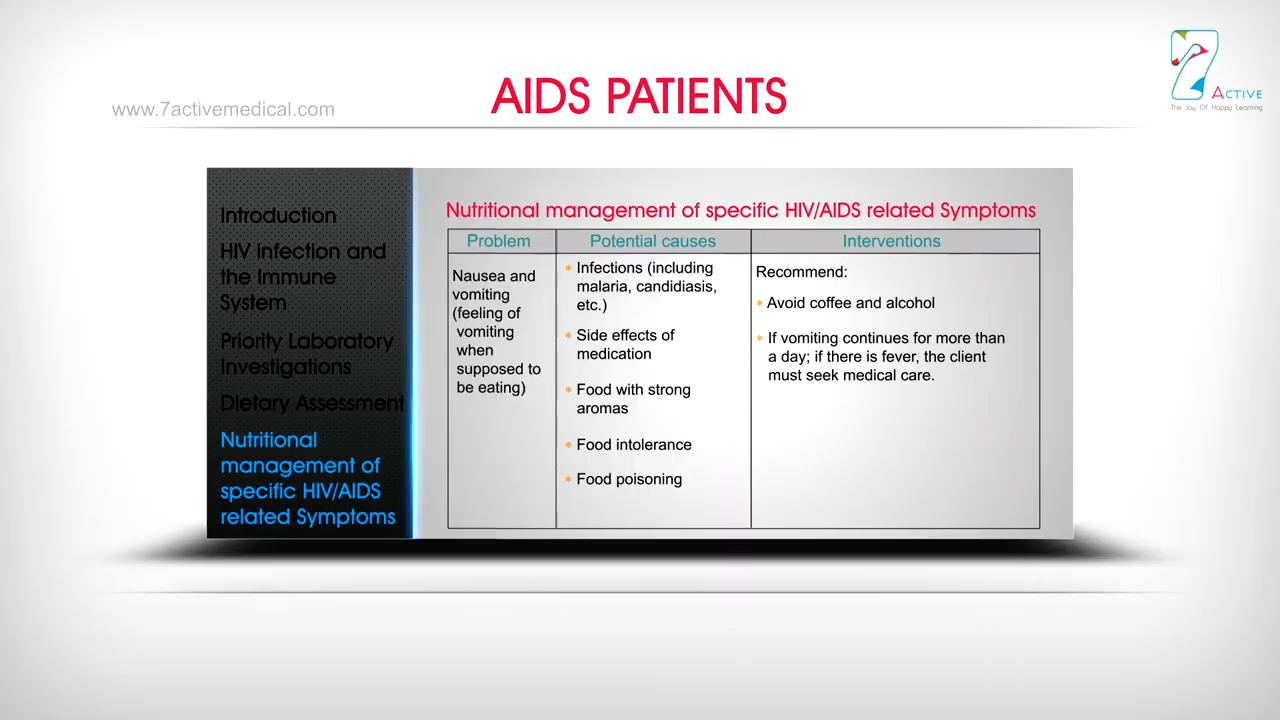 www.7activemedical.com
AIDS PATIENTS
7
ACTIVE
The Joy Of Happy Learning
Introduction
HIV infection and
the Immune
System
Priority Laboratory
Investigations
Dietary Assessment
Nutritional
management of
specific HIV/AIDS
related Symptoms
Nutritional management of specific HIV/AIDS related Symptoms
Problem
Potential causes
Interventions
Nausea and
vomiting
(feeling of
vomiting
when
supposed to
be eating)
* Infections (including
malaria, candidiasis,
etc.)
* Side effects of
medication
* Food with strong
aromas
* Food intolerance
* Food poisoning
Recommend:
* Avoid coffee and alcohol
* If vomiting continues for more than
a day; if there is fever, the client
must seek medical care.